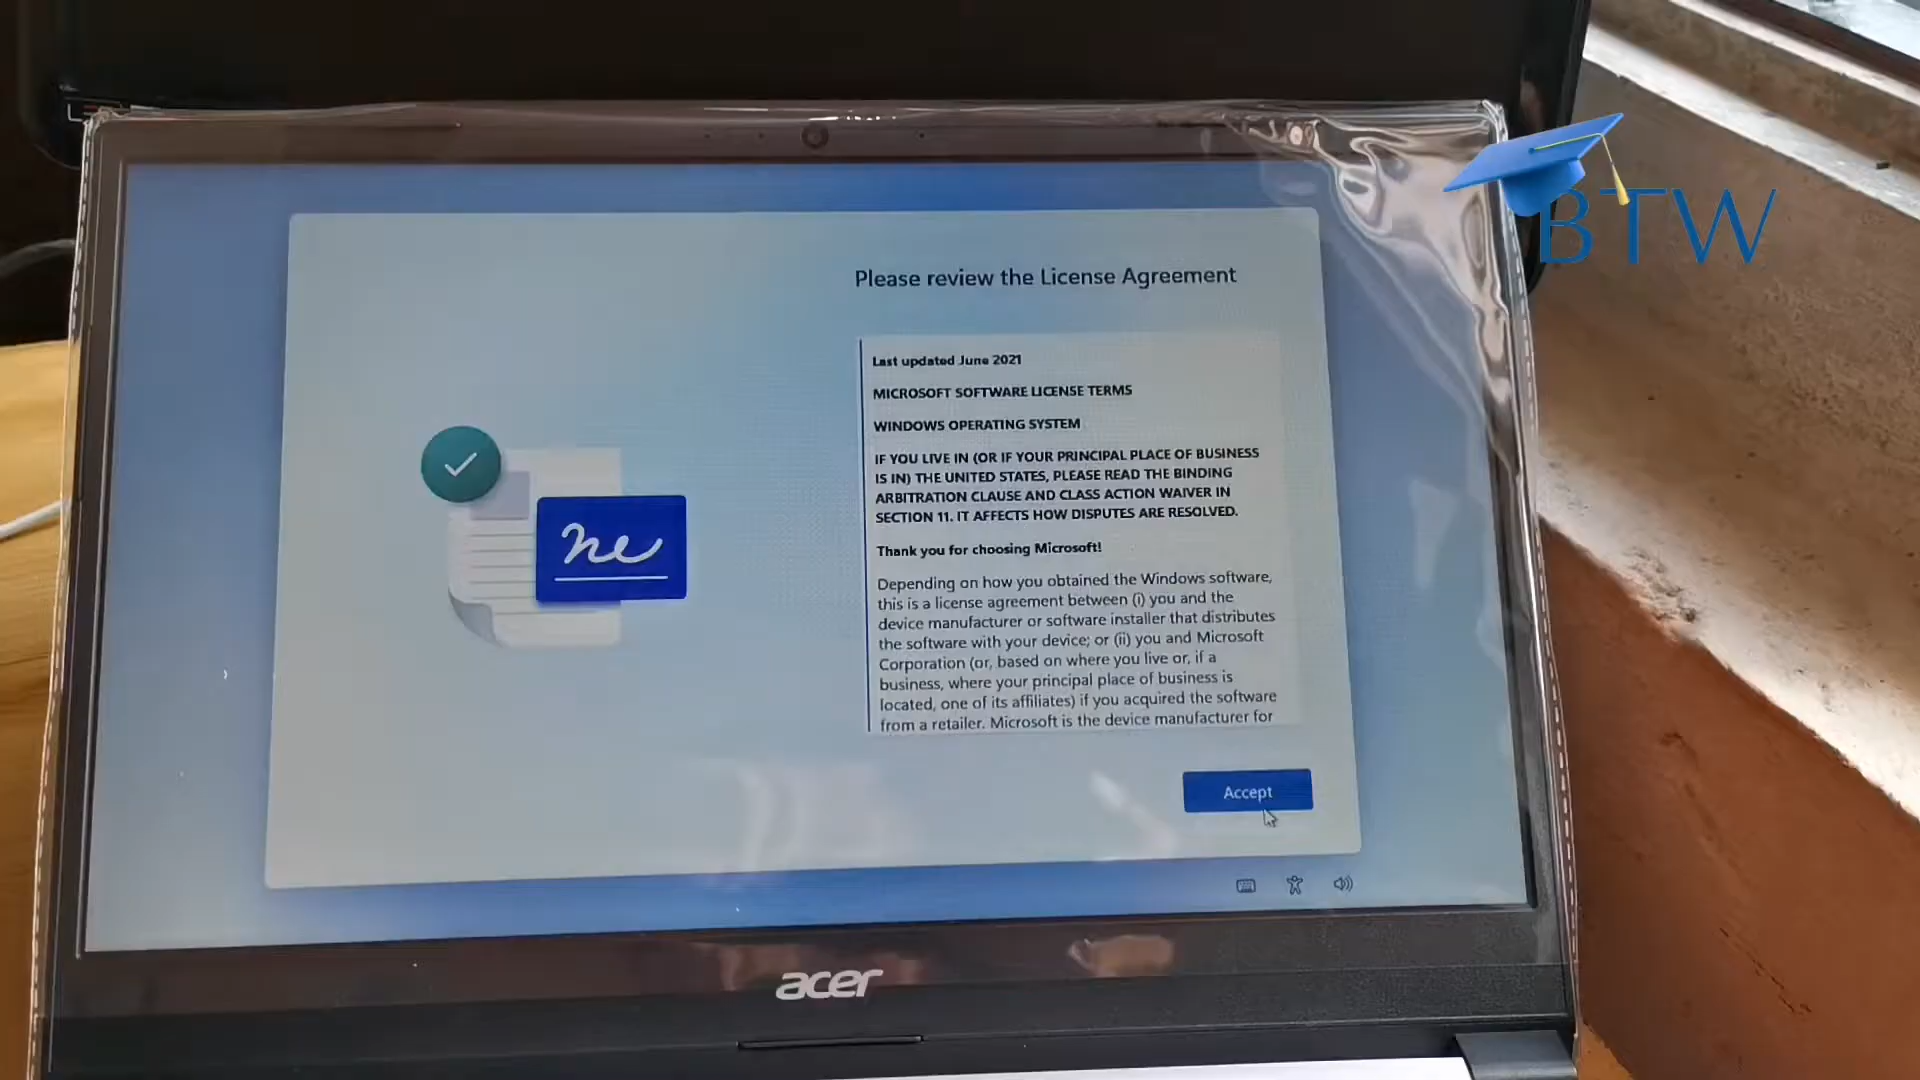 BTW
Please review the License Agreement
Last updated June 2021
MICROSOFT SOFTWARE LICENSE TERMS
WINDOWS OPERATING SYSTEM
IF YOU LIVE IN (OR IF YOUR PRINCIPAL PLACE OF BUSINESS
IS IN) THE UNITED STATES, PLEASE READ THE BINDING
ARBITRATION CLAUSE AND CLASS ACTION WAIVER IN
SECTION 11. IT AFFECTS HOW DISPUTES ARE RESOLVED.
Thank you for choosing Microsoft!
Depending on how you obtained the Windows software,
this is a license agreement between (i) you and the
device manufacturer or software installer that distributes
the software with your device; or (ii) you and Microsoft
Corporation (or, based on where you live or, if a
business, where your principal place of business is
located, one of its affiliates) if you acquired the software
from a retailer. Microsoft is the device manufacturer for
Accept
acer